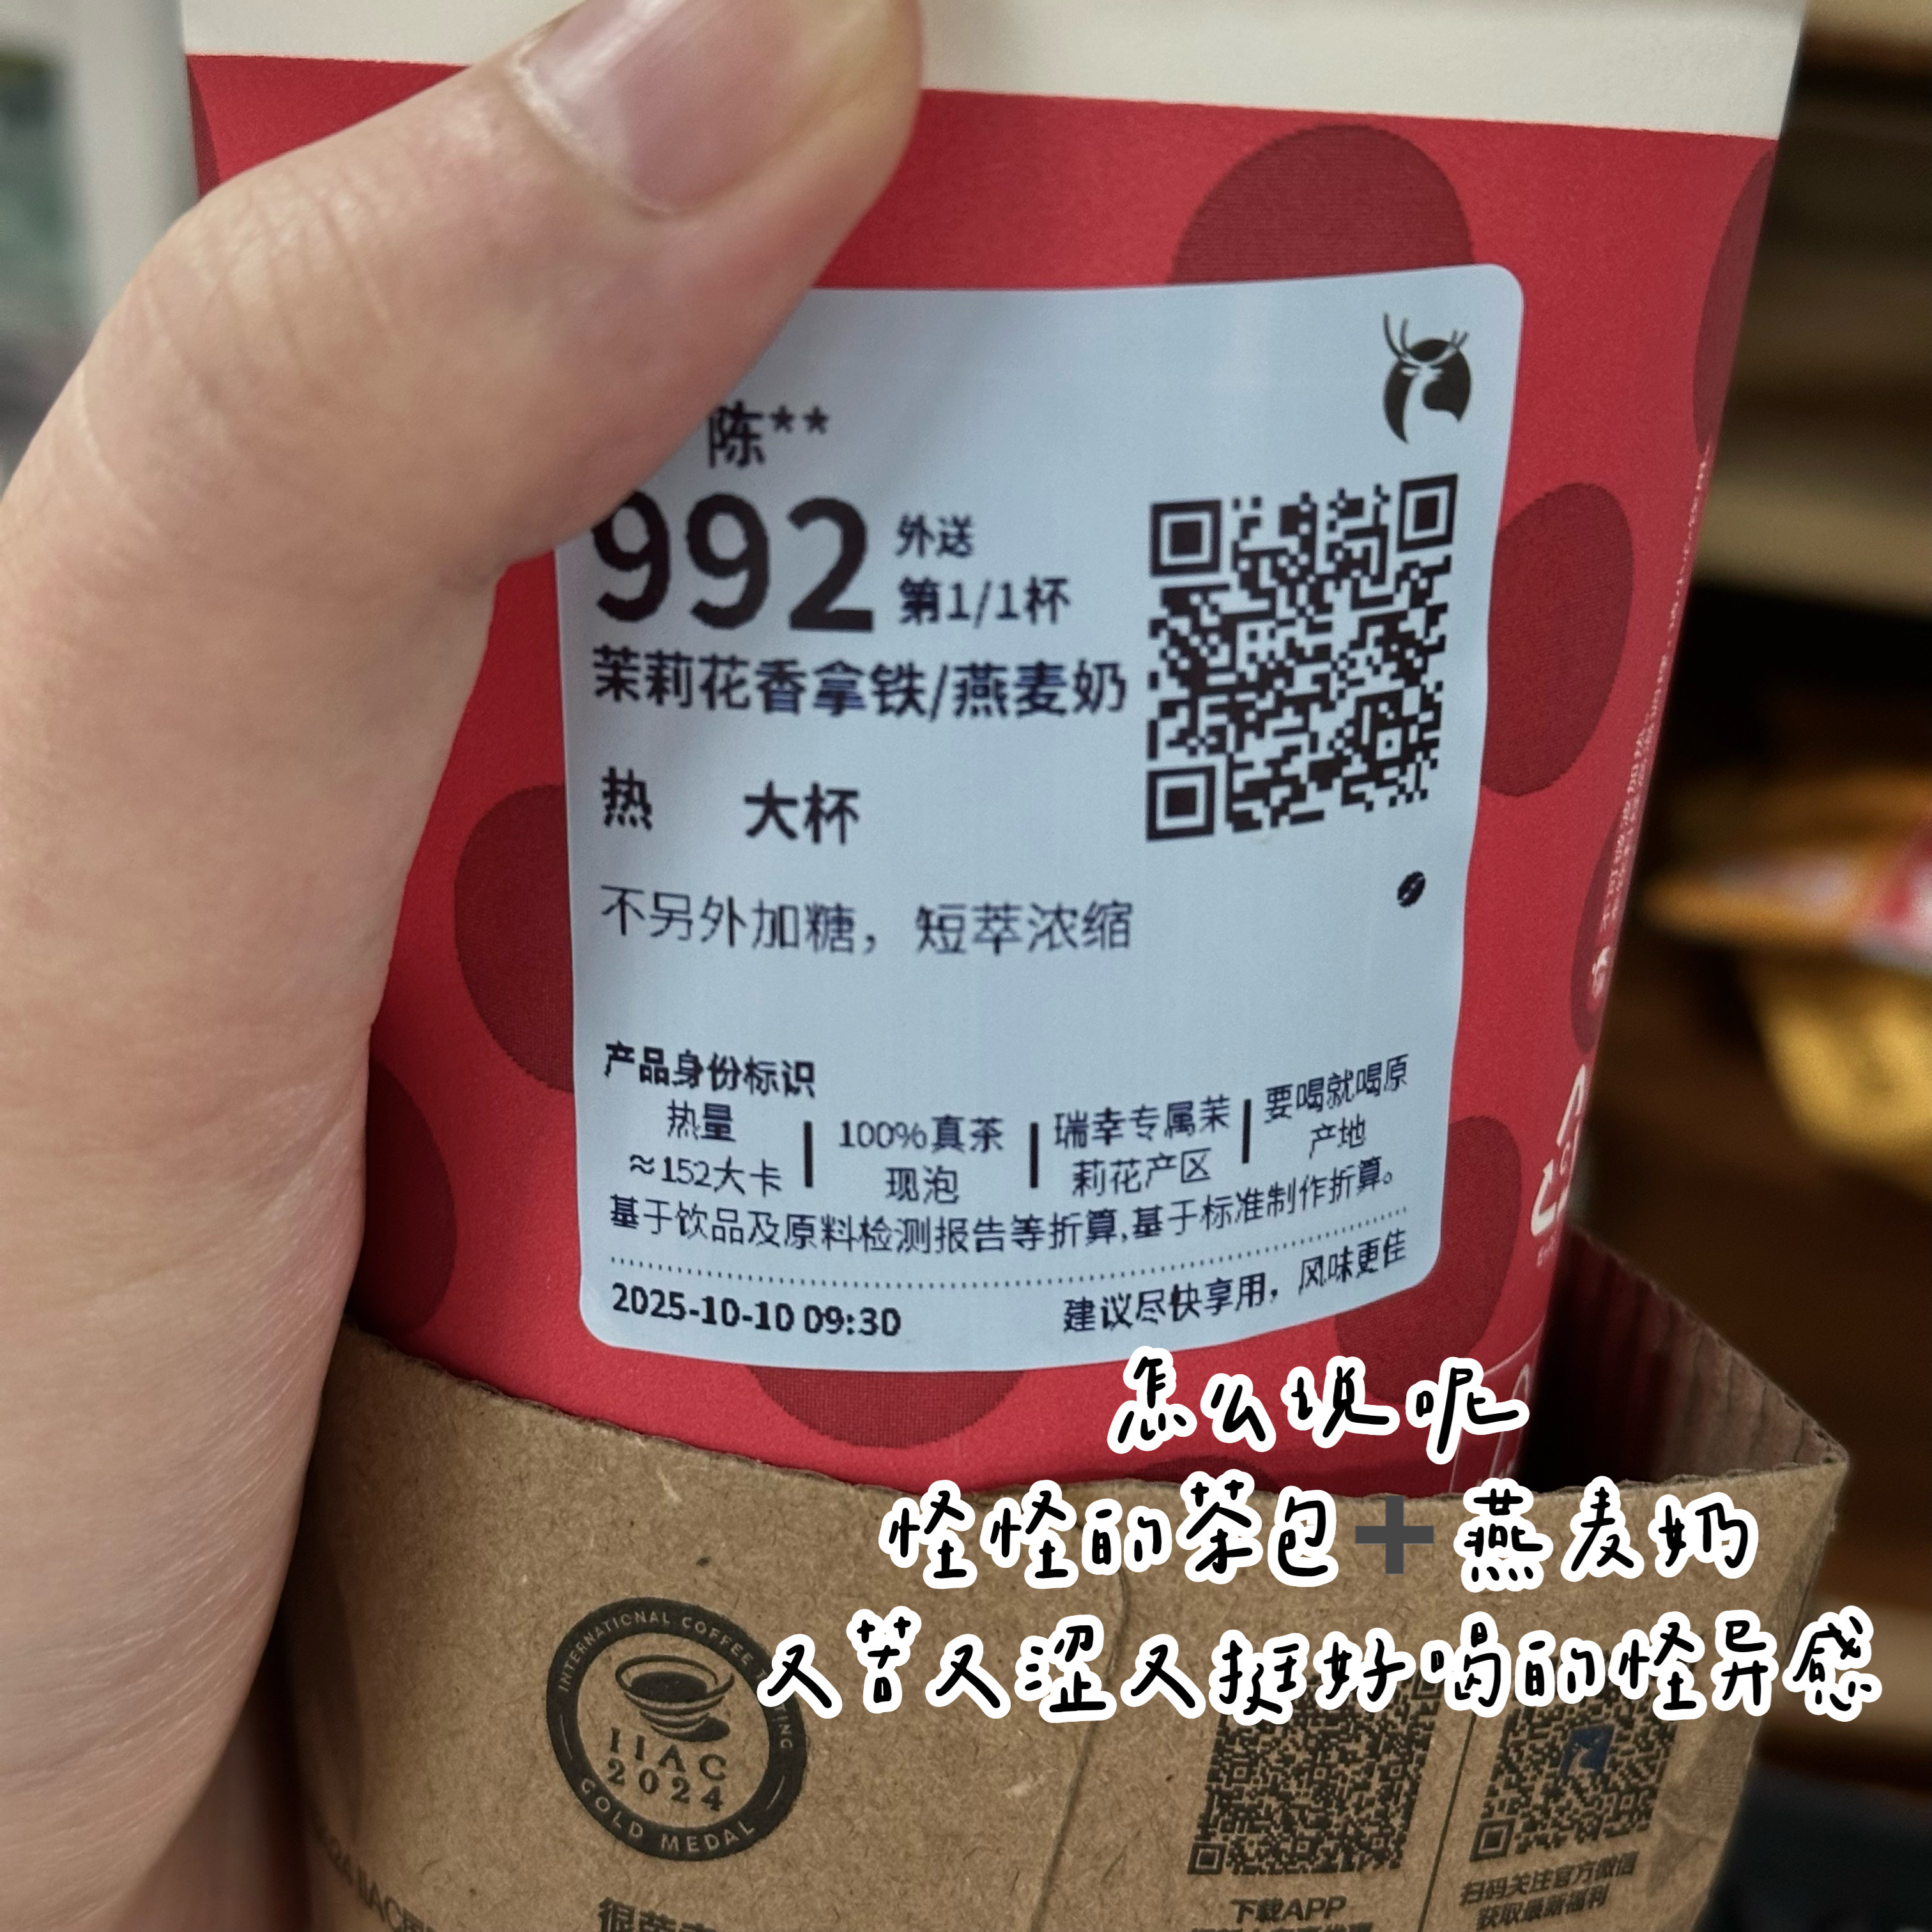 陈**
992
外送
第1/1杯
茉莉花香拿铁/燕麦奶
热 大杯
不另外加糖，短萃浓缩
产品身份标识
热量
≈152大卡
100%真茶
现泡
瑞幸专属茉
莉花产区
要喝就喝原
产地
基于饮品及原料检测报告等折算,基于标准制作折算。
2025-10-10 09:30
建议尽快享用，风味更佳
怎么说呢
怪怪的茶包➕燕麦奶
又苦又涩又挺好喝的怪异感
INTERNATIONAL COFFEE TASTING
IIAC
2024
GOLD MEDAL
下载APP
扫码关注官方微信
获取最新福利